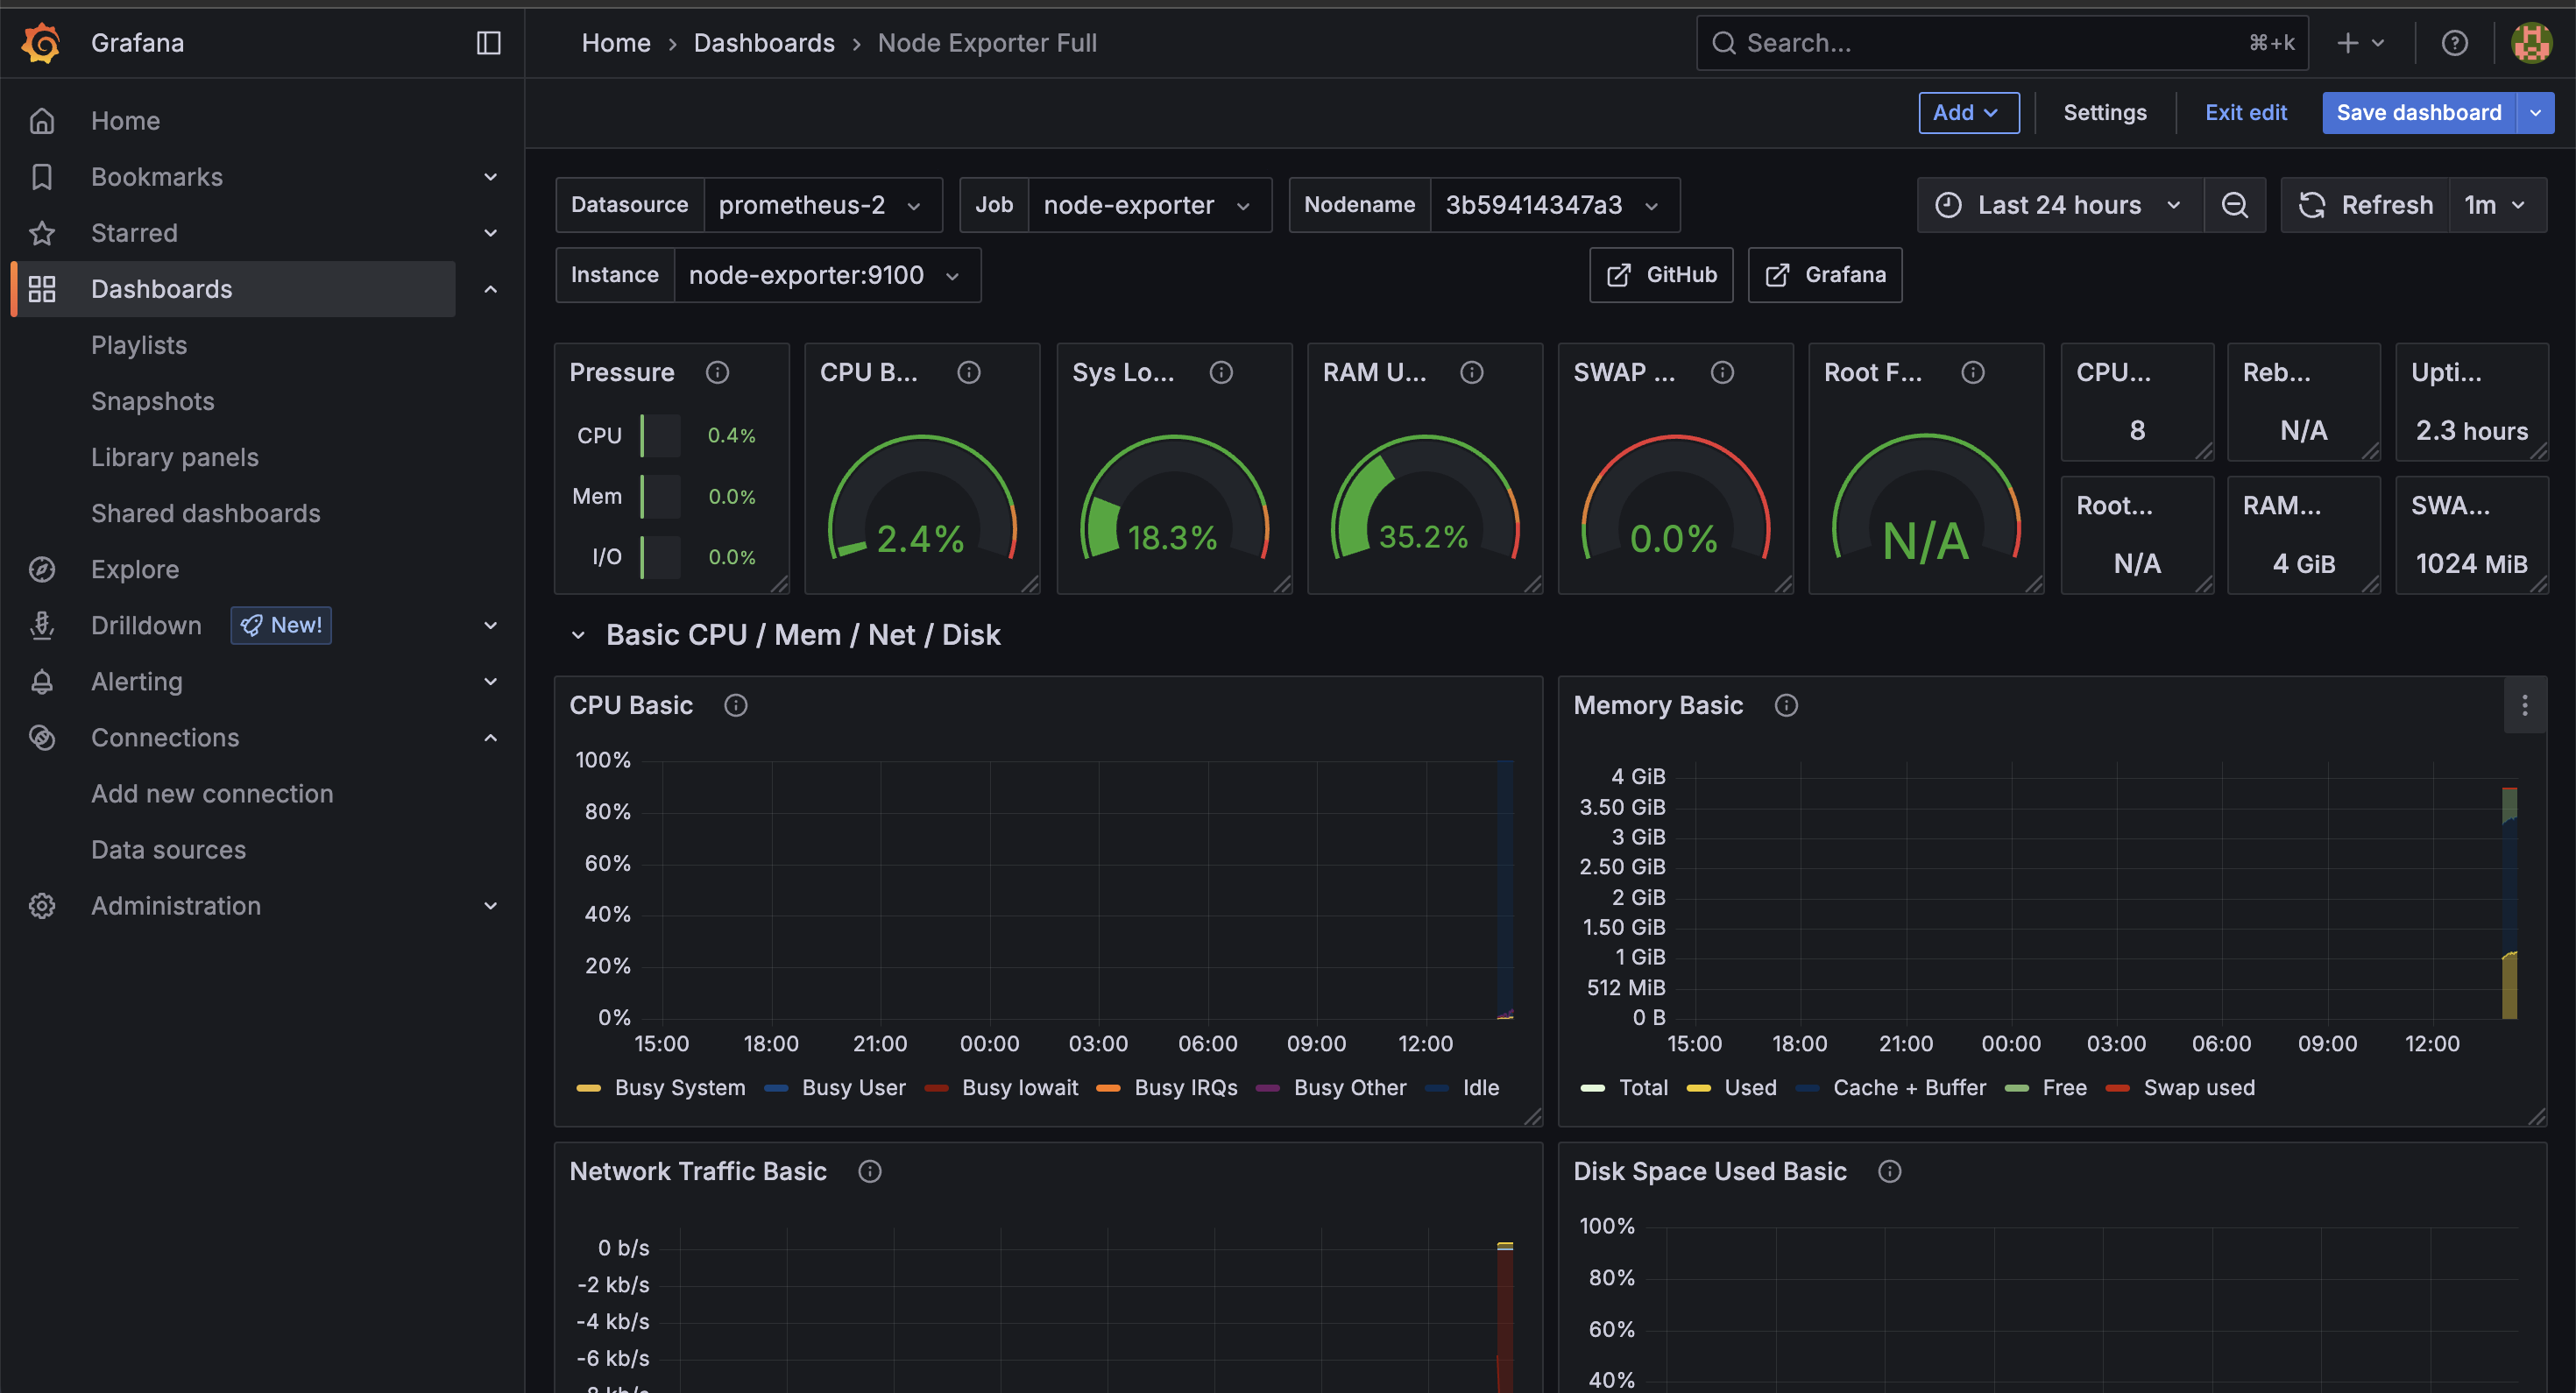 Grafana
Home › Dashboards › Node Exporter Full
Search... ⌘+k
Home
Bookmarks
Starred
Dashboards
Playlists
Snapshots
Library panels
Shared dashboards
Explore
Drilldown New!
Alerting
Connections
Add new connection
Data sources
Administration
Add Settings Exit edit Save dashboard
Datasource prometheus-2 Job node-exporter Nodename 3b59414347a3 Last 24 hours Refresh 1m
Instance node-exporter:9100 GitHub Grafana
Pressure
CPU 0.4%
Mem 0.0%
I/O 0.0%
CPU B...
2.4%
Sys Lo...
18.3%
RAM U...
35.2%
SWAP ...
0.0%
Root F...
N/A
CPU...
8
Reb...
N/A
Upti...
2.3 hours
Root...
N/A
RAM...
4 GiB
SWA...
1024 MiB
Basic CPU / Mem / Net / Disk
CPU Basic
100%
80%
60%
40%
20%
0%
15:00 18:00 21:00 00:00 03:00 06:00 09:00 12:00
Busy System Busy User Busy Iowait Busy IRQs Busy Other Idle
Memory Basic
4 GiB
3.50 GiB
3 GiB
2.50 GiB
2 GiB
1.50 GiB
1 GiB
512 MiB
0 B
15:00 18:00 21:00 00:00 03:00 06:00 09:00 12:00
Total Used Cache + Buffer Free Swap used
Network Traffic Basic
0 b/s
-2 kb/s
-4 kb/s
-6 kb/s
Disk Space Used Basic
100%
80%
60%
40%